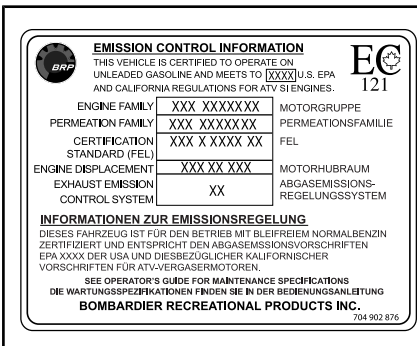 BRP
EMISSION CONTROL INFORMATION
THIS VEHICLE IS CERTIFIED TO OPERATE ON
UNLEADED GASOLINE AND MEETS TO XXXX U.S. EPA
AND CALIFORNIA REGULATIONS FOR ATV SI ENGINES.
EC
121
ENGINE FAMILY XXX XXXXXXX MOTORGRUPPE
PERMEATION FAMILY XXX XXXXXXX PERMEATIONSFAMILIE
CERTIFICATION STANDARD (FEL) XXX X XXXX XX FEL
ENGINE DISPLACEMENT XXX XX XXX MOTORHUBRAUM
EXHAUST EMISSION CONTROL SYSTEM XX ABGASEMISSIONS-
REGELUNGSSYSTEM
INFORMATIONEN ZUR EMISSIONSREGELUNG
DIESES FAHRZEUG IST FÜR DEN BETRIEB MIT BLEIFREIEM NORMALBENZIN
ZERTIFIZIERT UND ENTSPRICHT DEN ABGASEMSSIONSVORSCHRIFTEN
EPA XXXX DER USA UND DIESBEZÜGLICHER KALIFORNISCHER
VORSCHRIFTEN FÜR ATV-VERGASERMOTOREN.
SEE OPERATOR'S GUIDE FOR MAINTENANCE SPECIFICATIONS
DIE WARTUNGSSPEZIFIKATIONEN FINDEN SIE IN DER BEDIENUNGSANLEITUNG
BOMBARDIER RECREATIONAL PRODUCTS INC.
704 902 876